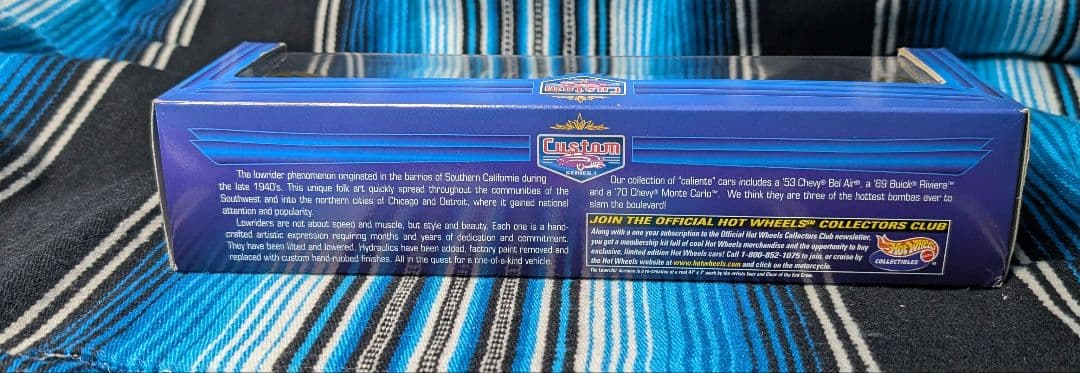 Custom
Custom
SERIES 1
The lowrider phenomenon originated in the barrios of Southern California during
the late 1940's. This unique folk art quickly spread throughout the communities of the
Southwest and into the northern cities of Chicago and Detroit, where it gained national
attention and popularity.
Lowriders are not about speed and muscle, but style and beauty. Each one is a hand-
crafted artistic expression requiring months and years of dedication and commitment.
They have been lifted and lowered. Hydraulics have been added, factory paint removed and
replaced with custom hand-rubbed finishes. All in the quest for a one-of-a-kind vehicle.
Our collection of "caliente" cars includes a '53 Chevy® Bel Air®, a '69 Buick® Riviera™
and a '70 Chevy® Monte Carlo™. We think they are three of the hottest bombas ever to
slam the boulevard!
JOIN THE OFFICIAL HOT WHEELS℠ COLLECTORS CLUB
Along with a one year subscription to the Official Hot Wheels Collectors Club newsletter,
you get a membership kit full of cool Hot Wheels merchandise and the opportunity to buy
exclusive, limited edition Hot Wheels cars! Call 1-800-852-1075 to join, or cruise by
the Hot Wheels website at www.hotwheels.com and click on the motorcycle.
Hot Wheels
COLLECTIBLES